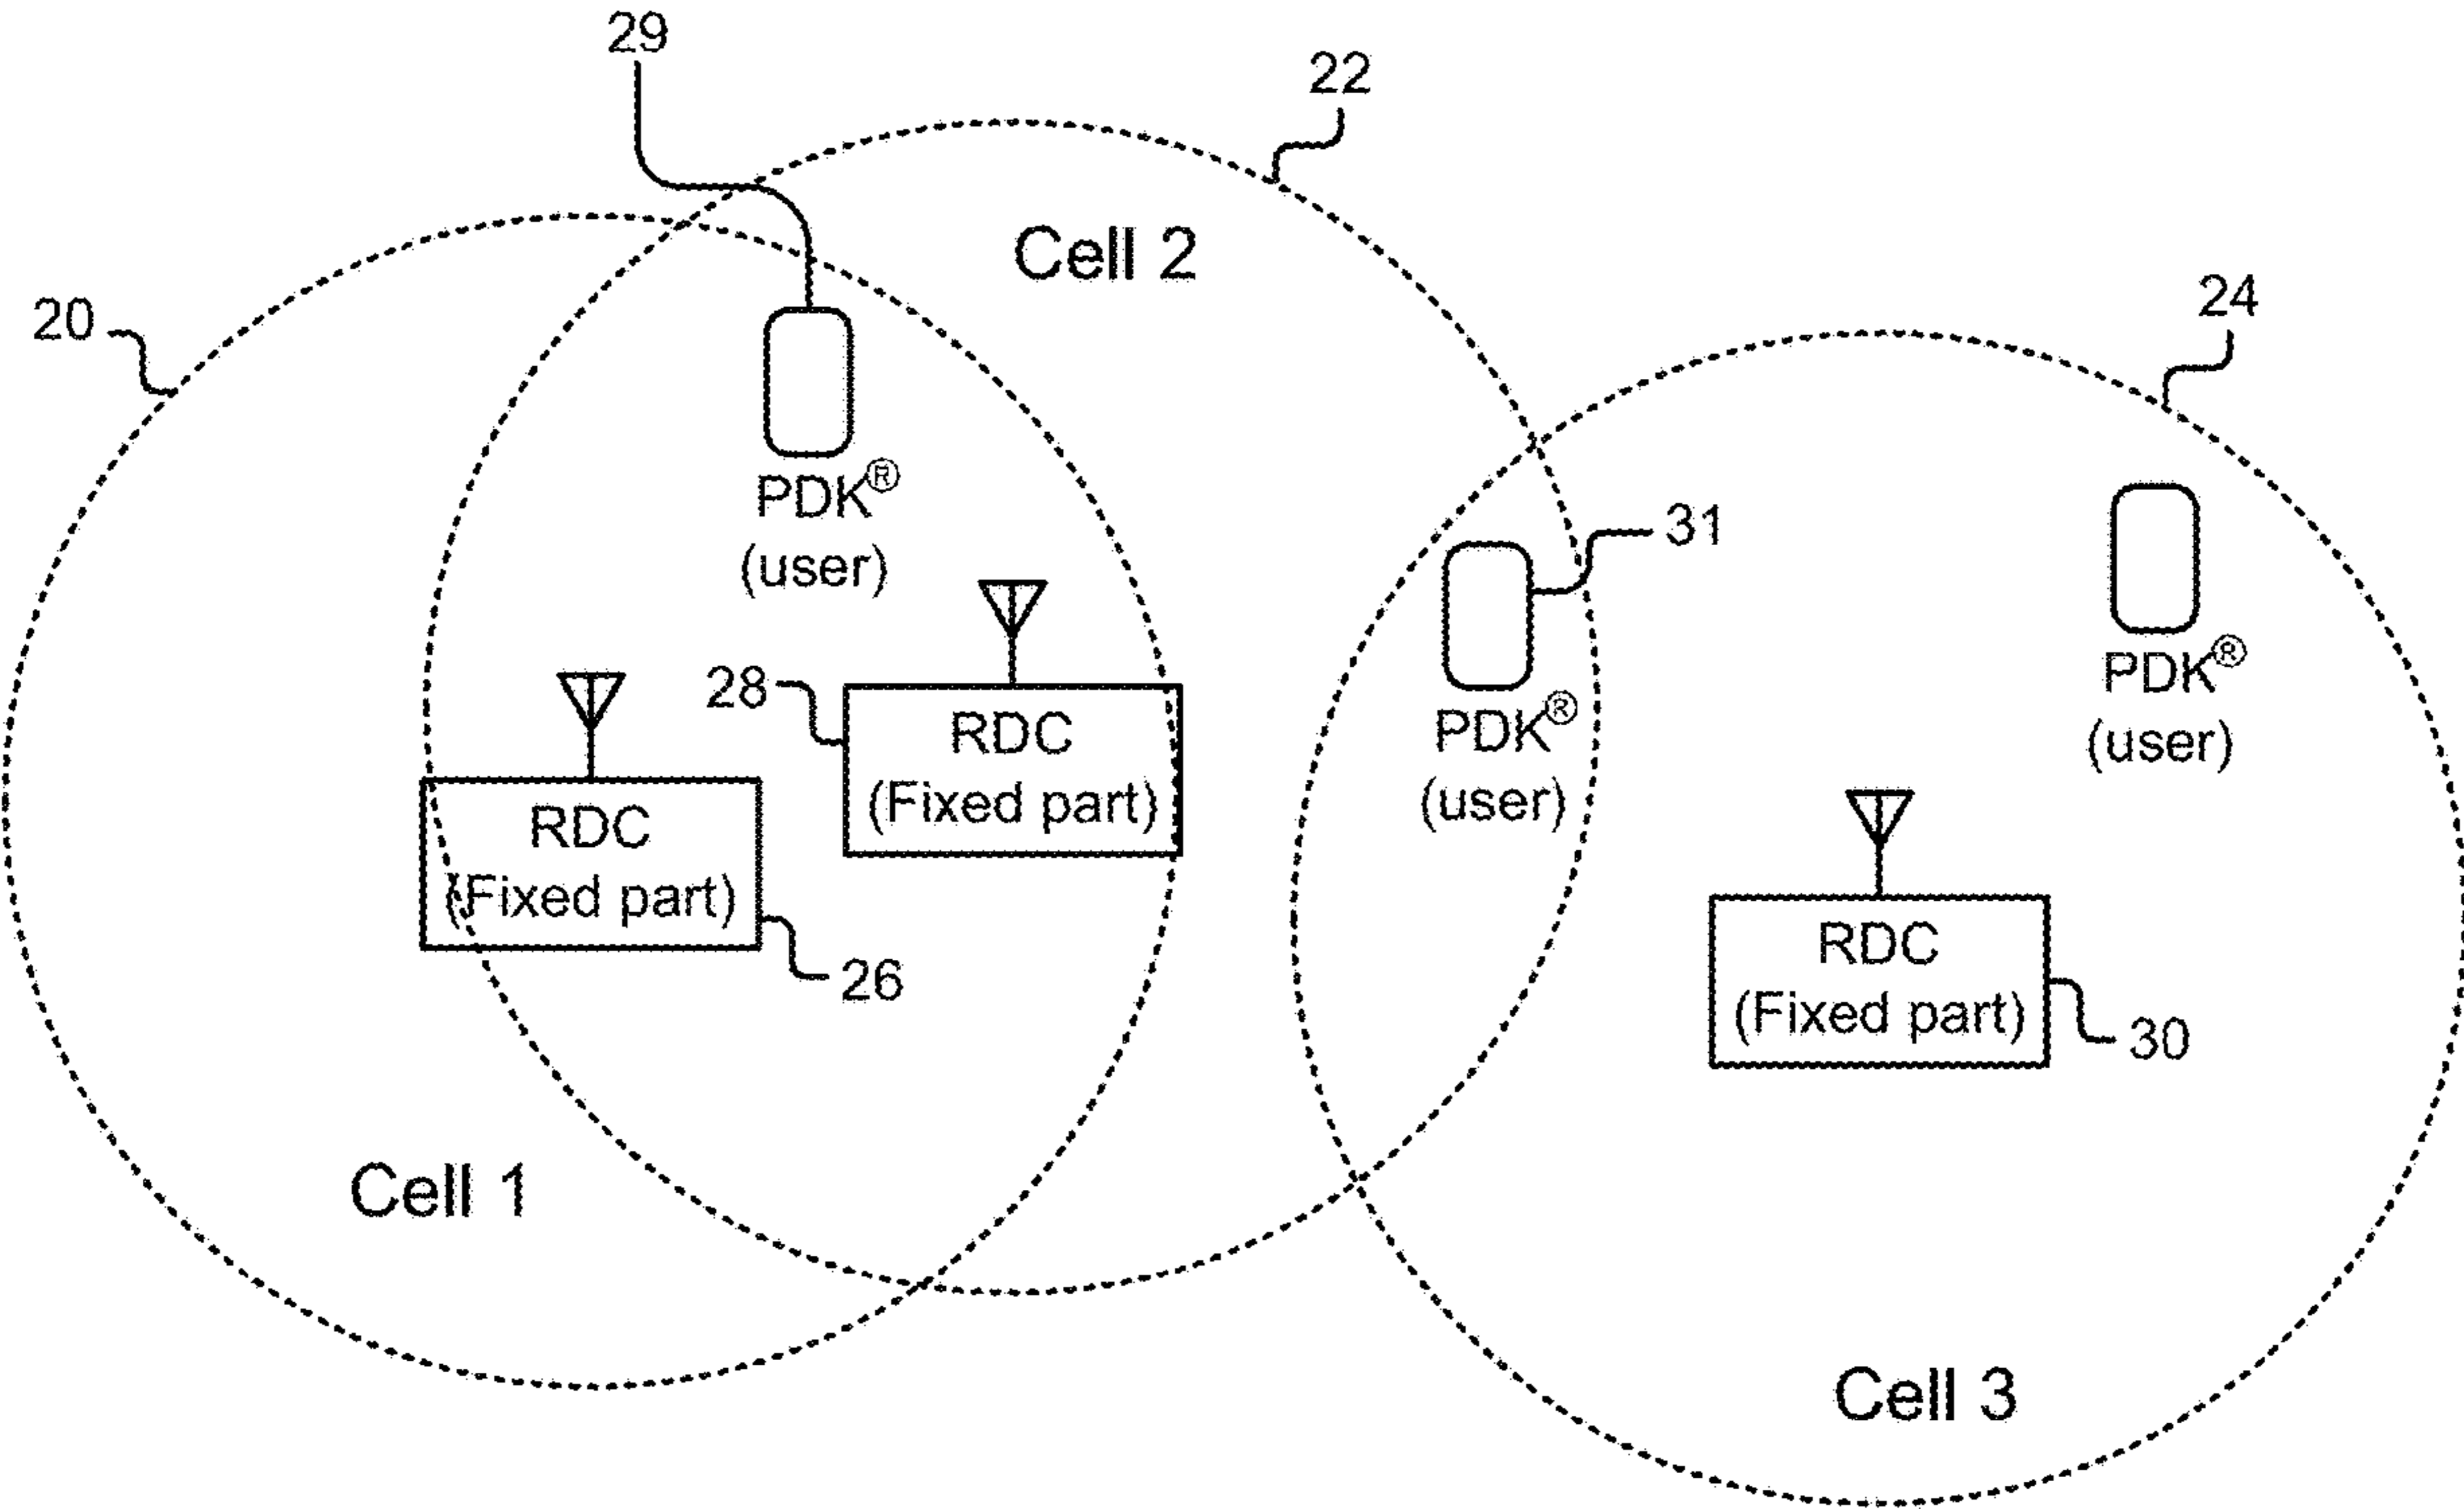 29
22
Cell 2
20
24
PDK®
(user)
31
PDK®
(user)
28
RDC
(Fixed part)
PDK®
(user)
RDC
(Fixed part)
26
RDC
(Fixed part)
30
Cell 1
Cell 3